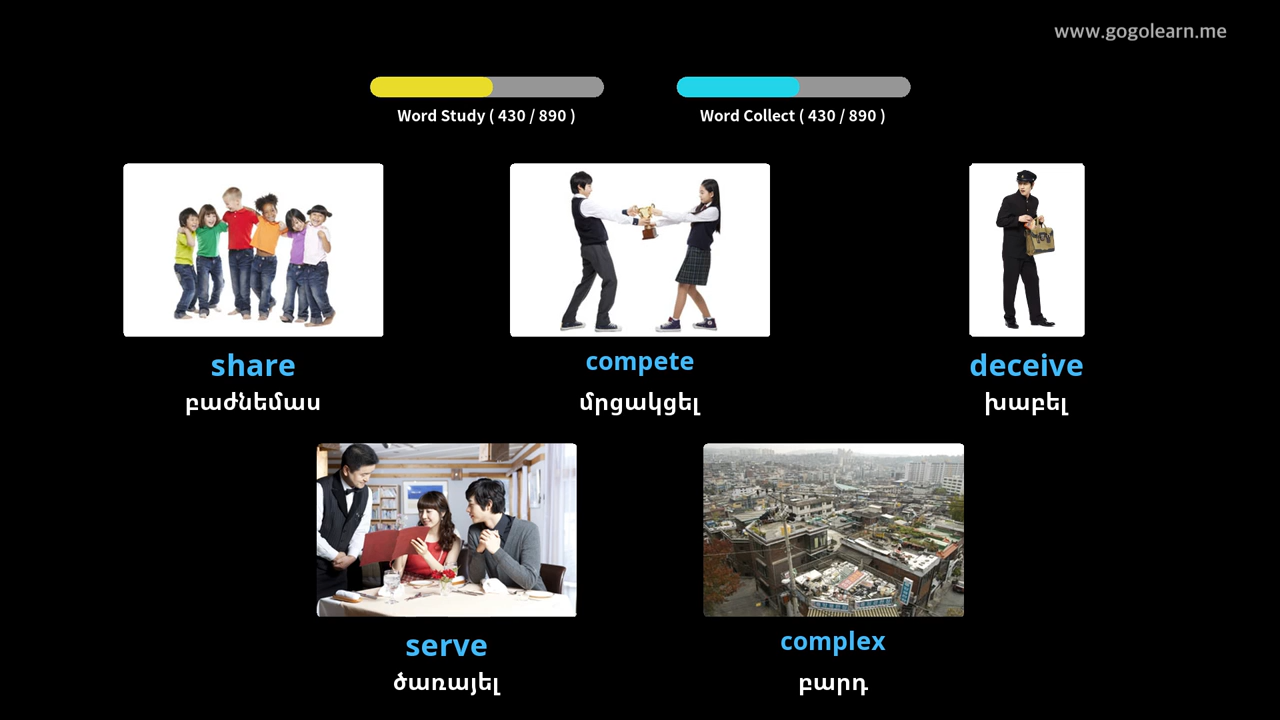 www.gogolearn.me
Word Study ( 430 / 890 )
Word Collect ( 430 / 890 )
share
compete
deceive
բաժնեմաս
մրցակցել
խաբել
serve
complex
ծառայել
բարդ